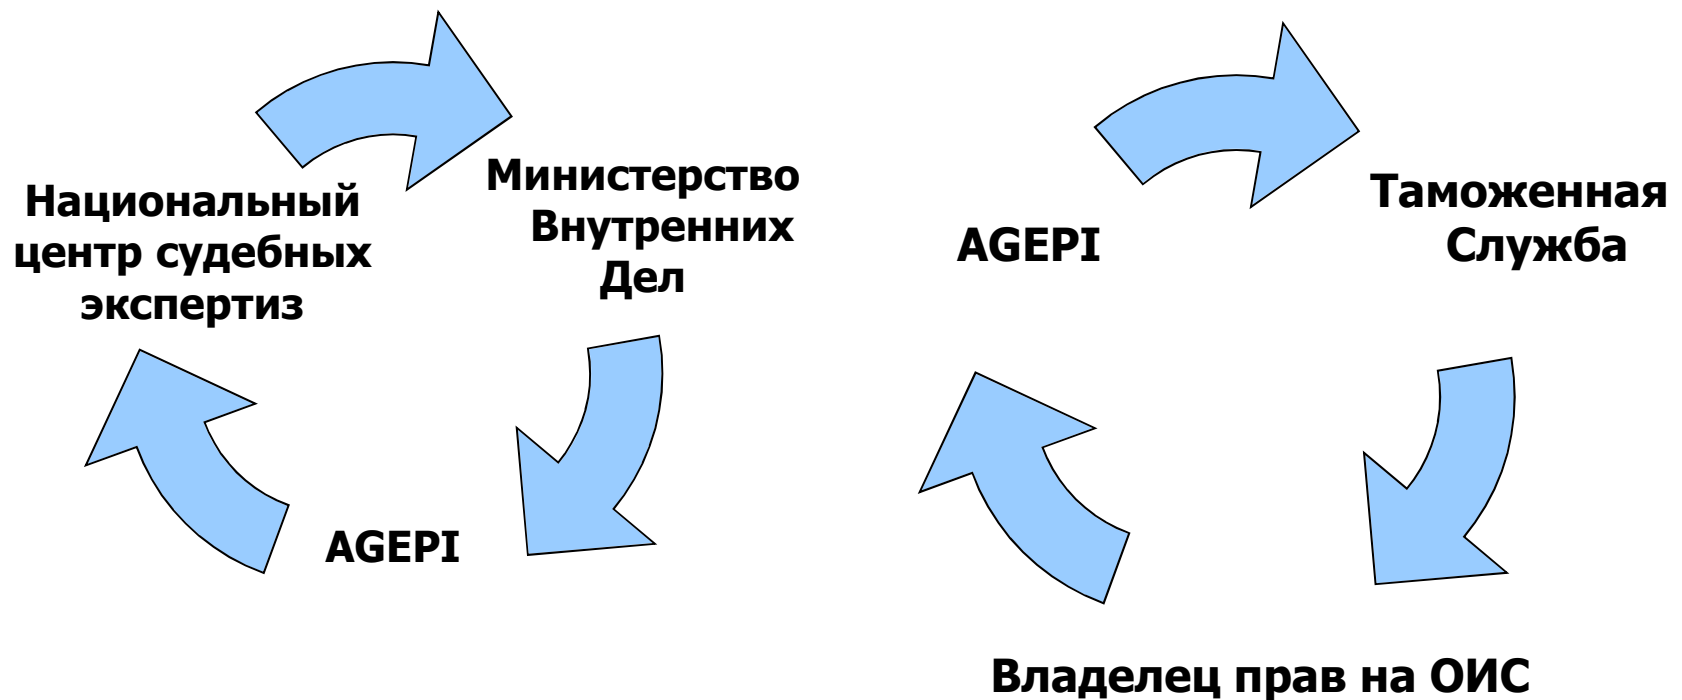 Национальный
центр судебных
экспертиз
Министерство
Внутренних
Дел
AGEPI
AGEPI
Таможенная
Служба
Владелец прав на ОИС